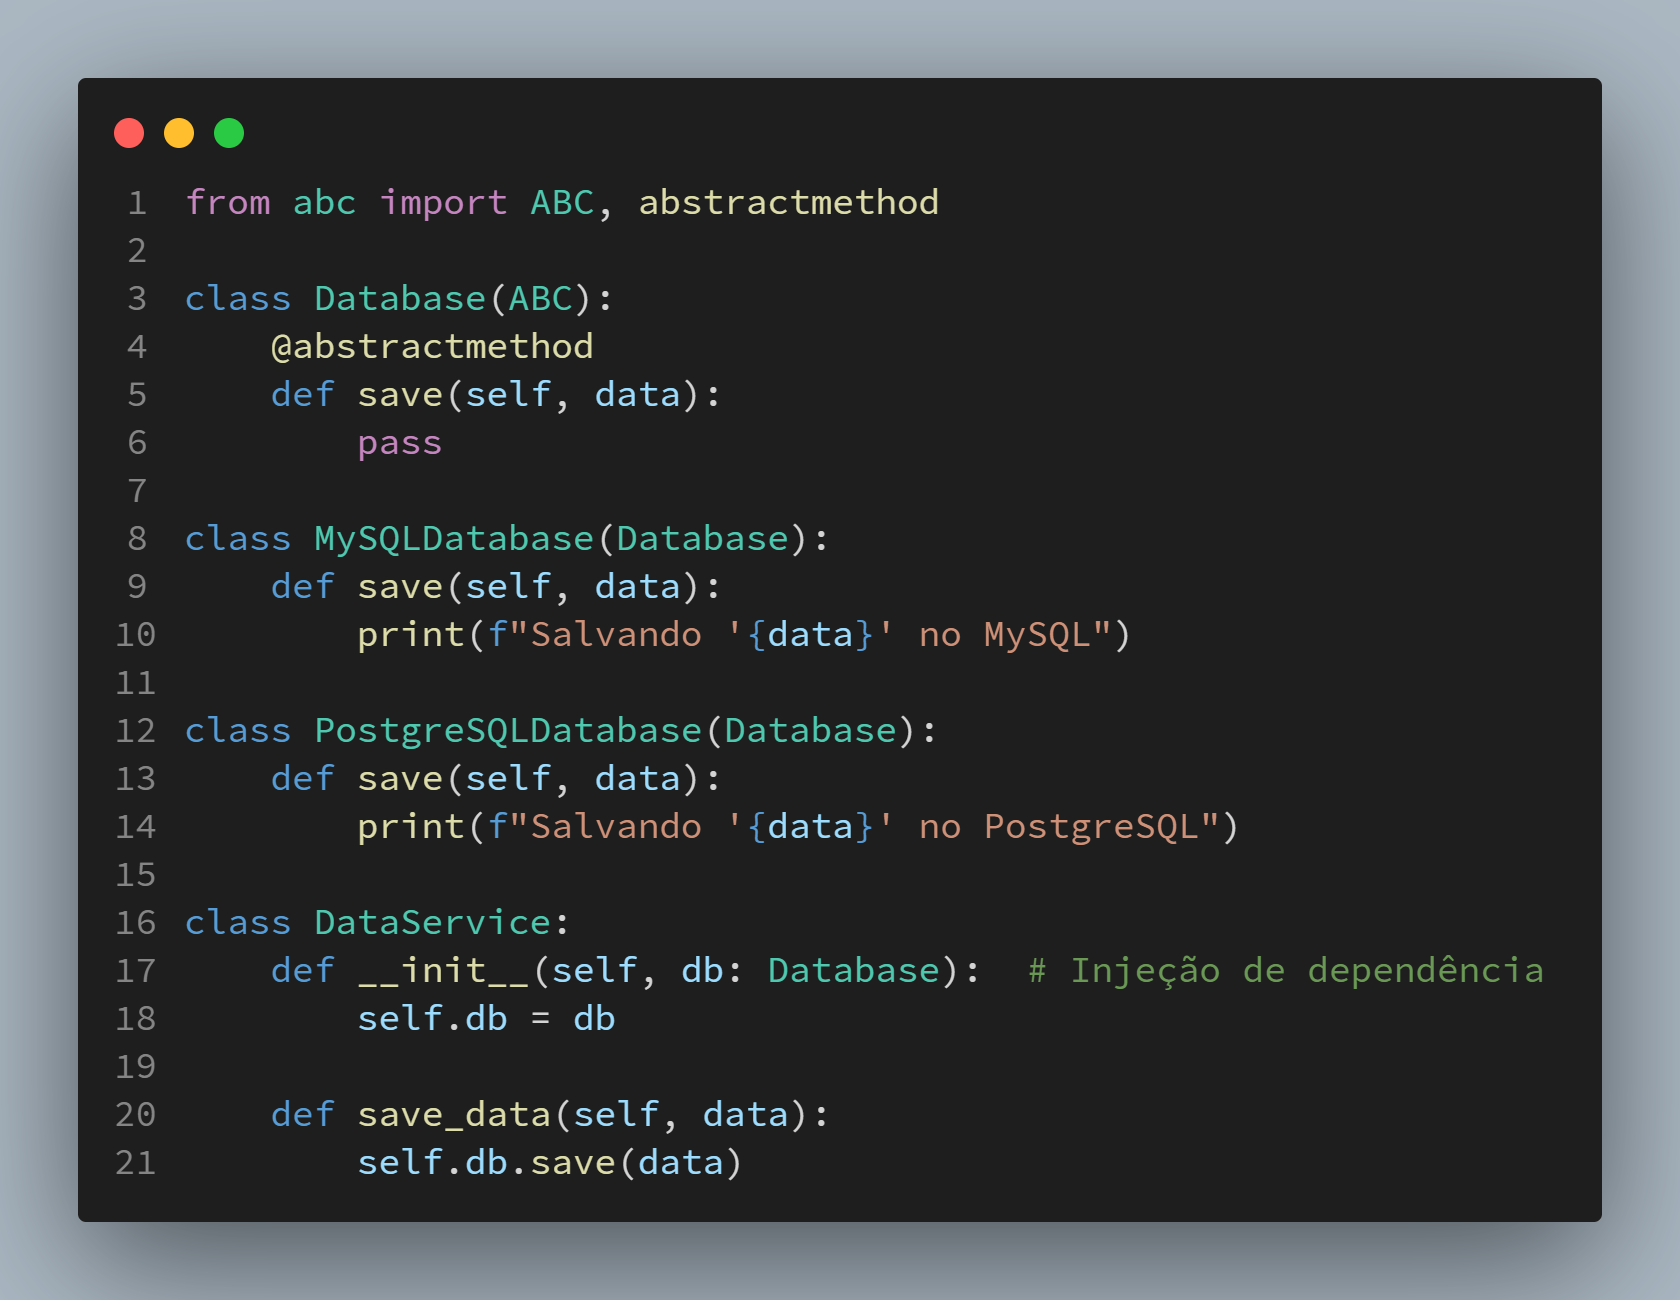 1 from abc import ABC, abstractmethod
2
3 class Database(ABC):
4     @abstractmethod
5     def save(self, data):
6         pass
7
8 class MySQLDatabase(Database):
9     def save(self, data):
10         print(f"Salvando '{data}' no MySQL")
11
12 class PostgreSQLDatabase(Database):
13     def save(self, data):
14         print(f"Salvando '{data}' no PostgreSQL")
15
16 class DataService:
17     def __init__(self, db: Database):  # Injeção de dependência
18         self.db = db
19
20     def save_data(self, data):
21         self.db.save(data)